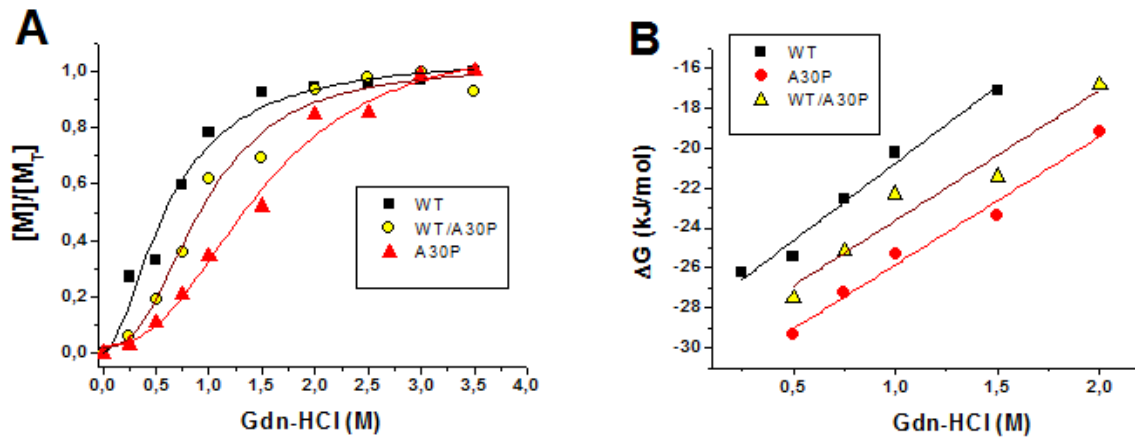 A
[M]/[M_T]
1,0
0,8
0,6
0,4
0,2
0,0
WT
WT/A30P
A30P
0,0 0,5 1,0 1,5 2,0 2,5 3,0 3,5 4,0
Gdn-HCl (M)
B
WT
A30P
WT/A30P
ΔG (kJ/mol)
-16
-18
-20
-22
-24
-26
-28
-30
0,5 1,0 1,5 2,0
Gdn-HCl (M)